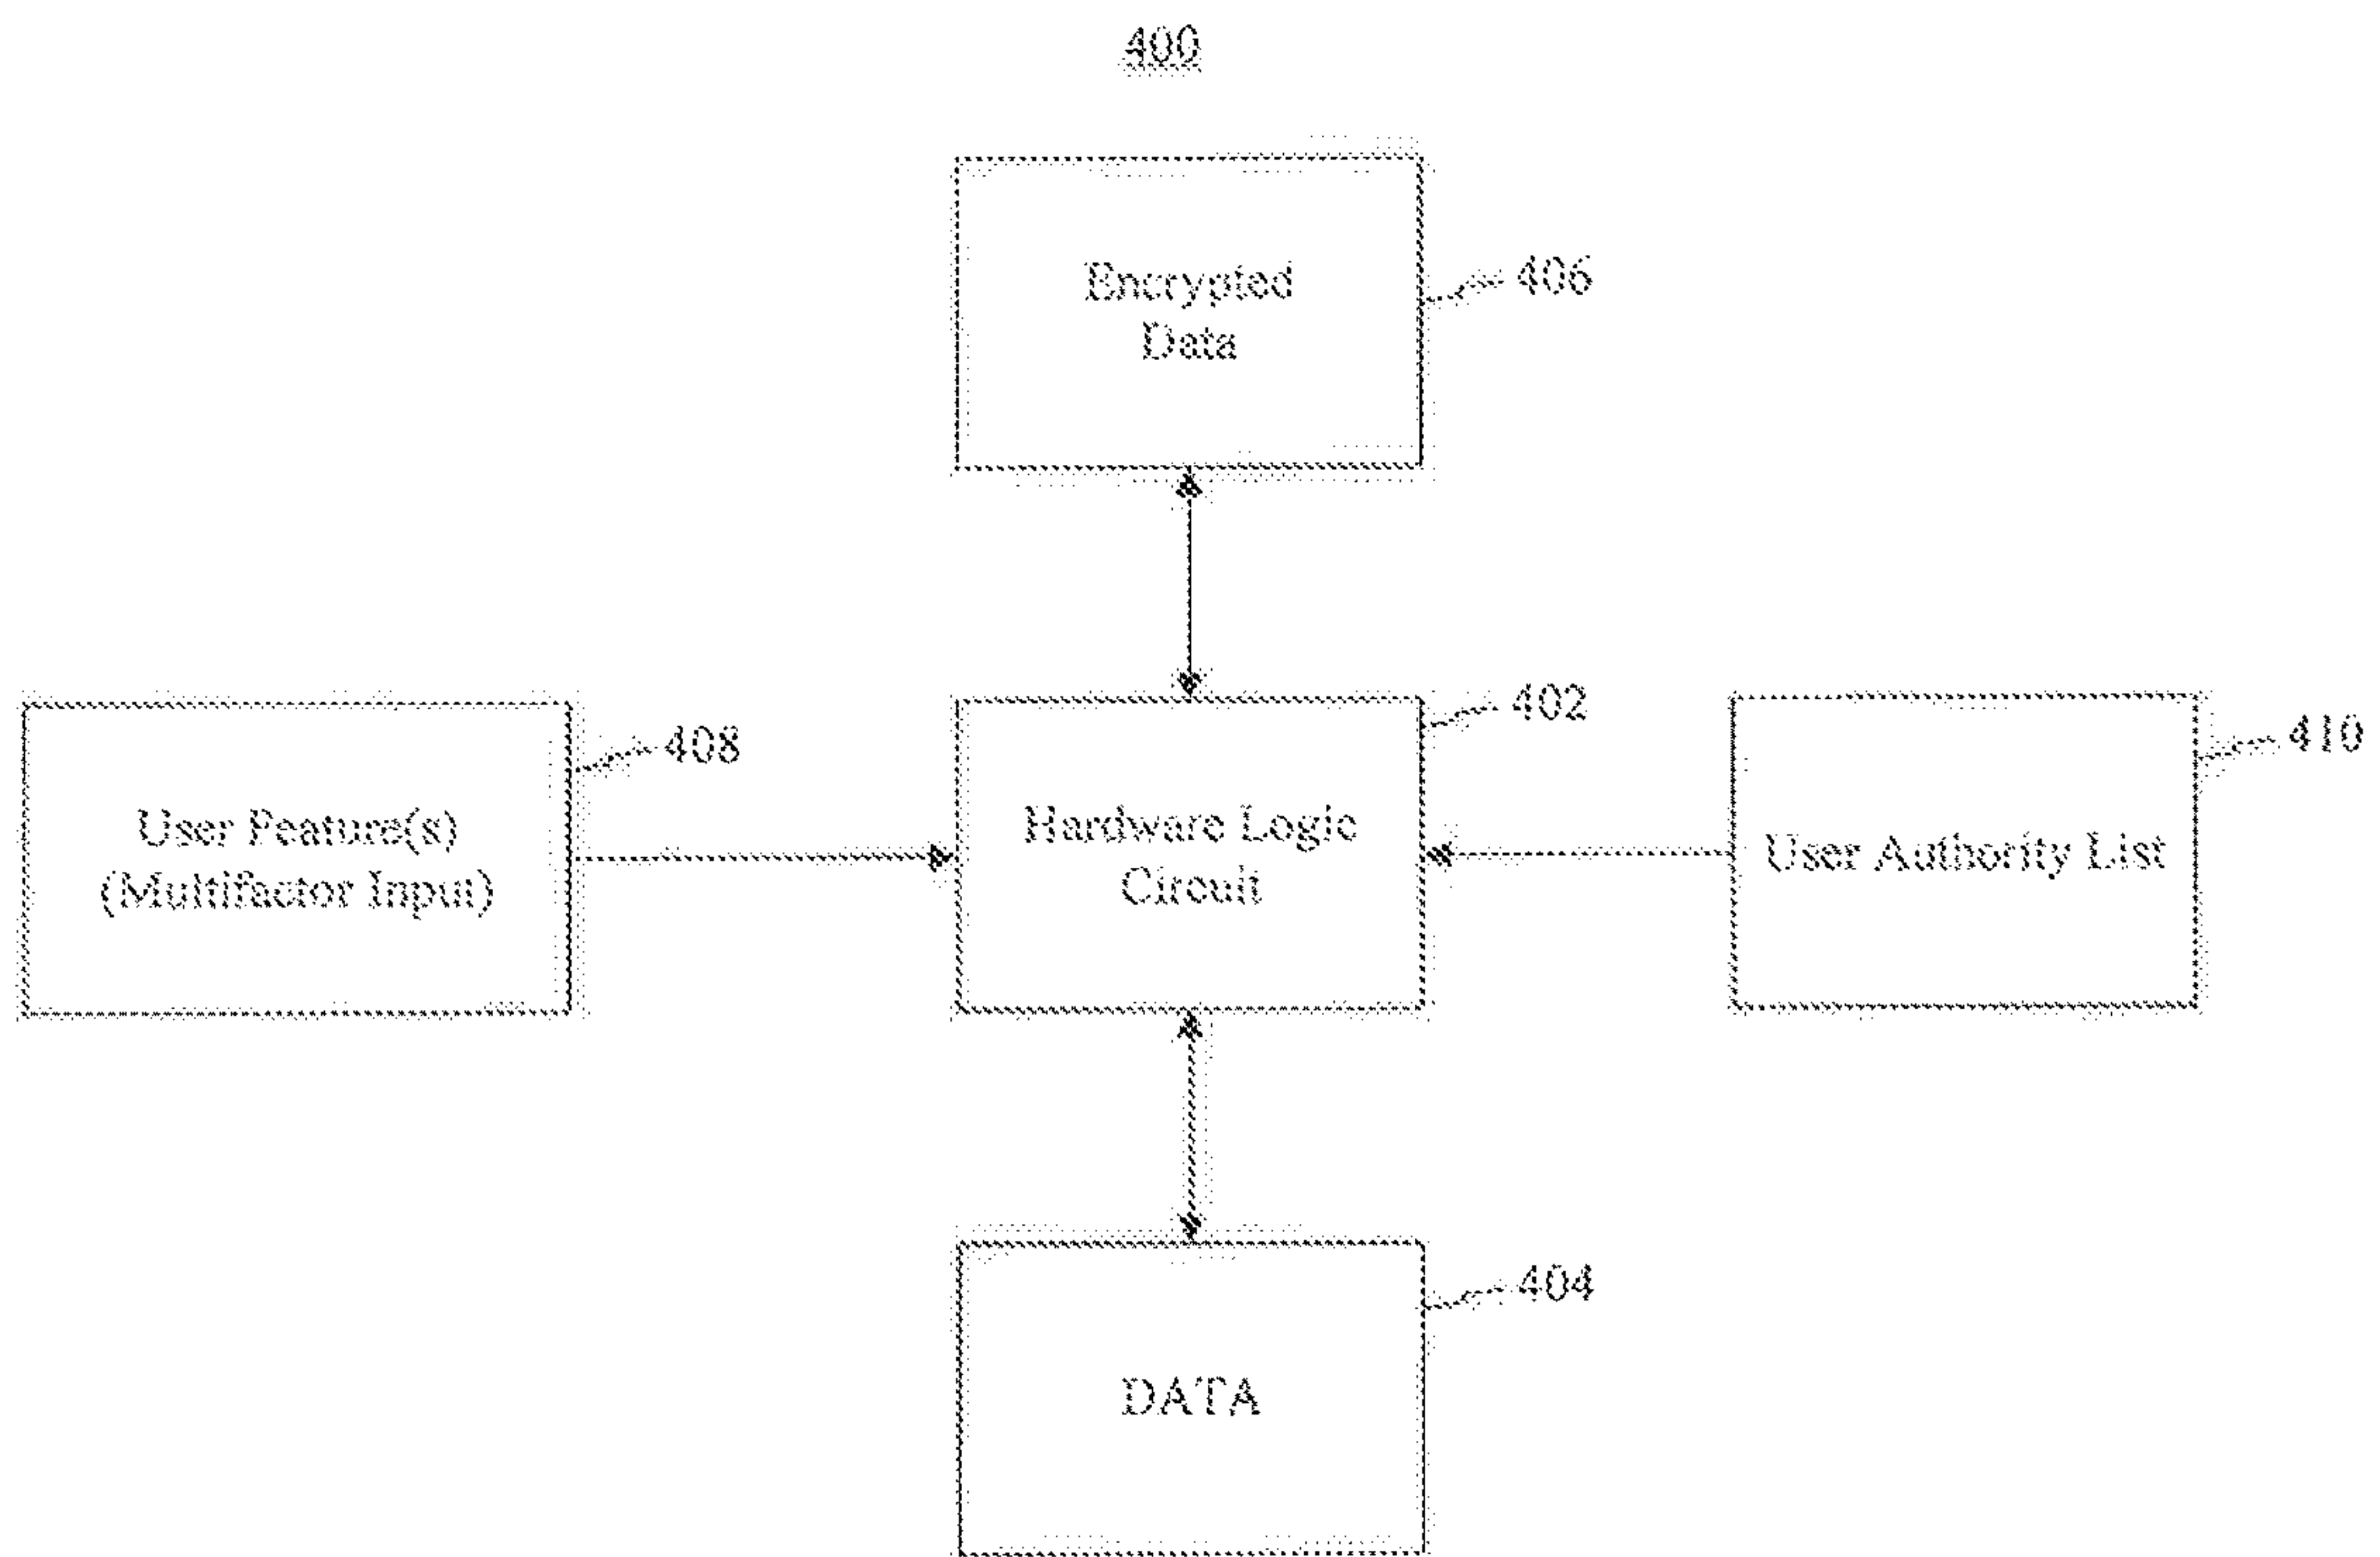 400
Encrypted
Data
406
402
408
410
Hardware Logic
Circuit
User Feature(s)
(Multifactor Input)
User Authority List
404
DATA